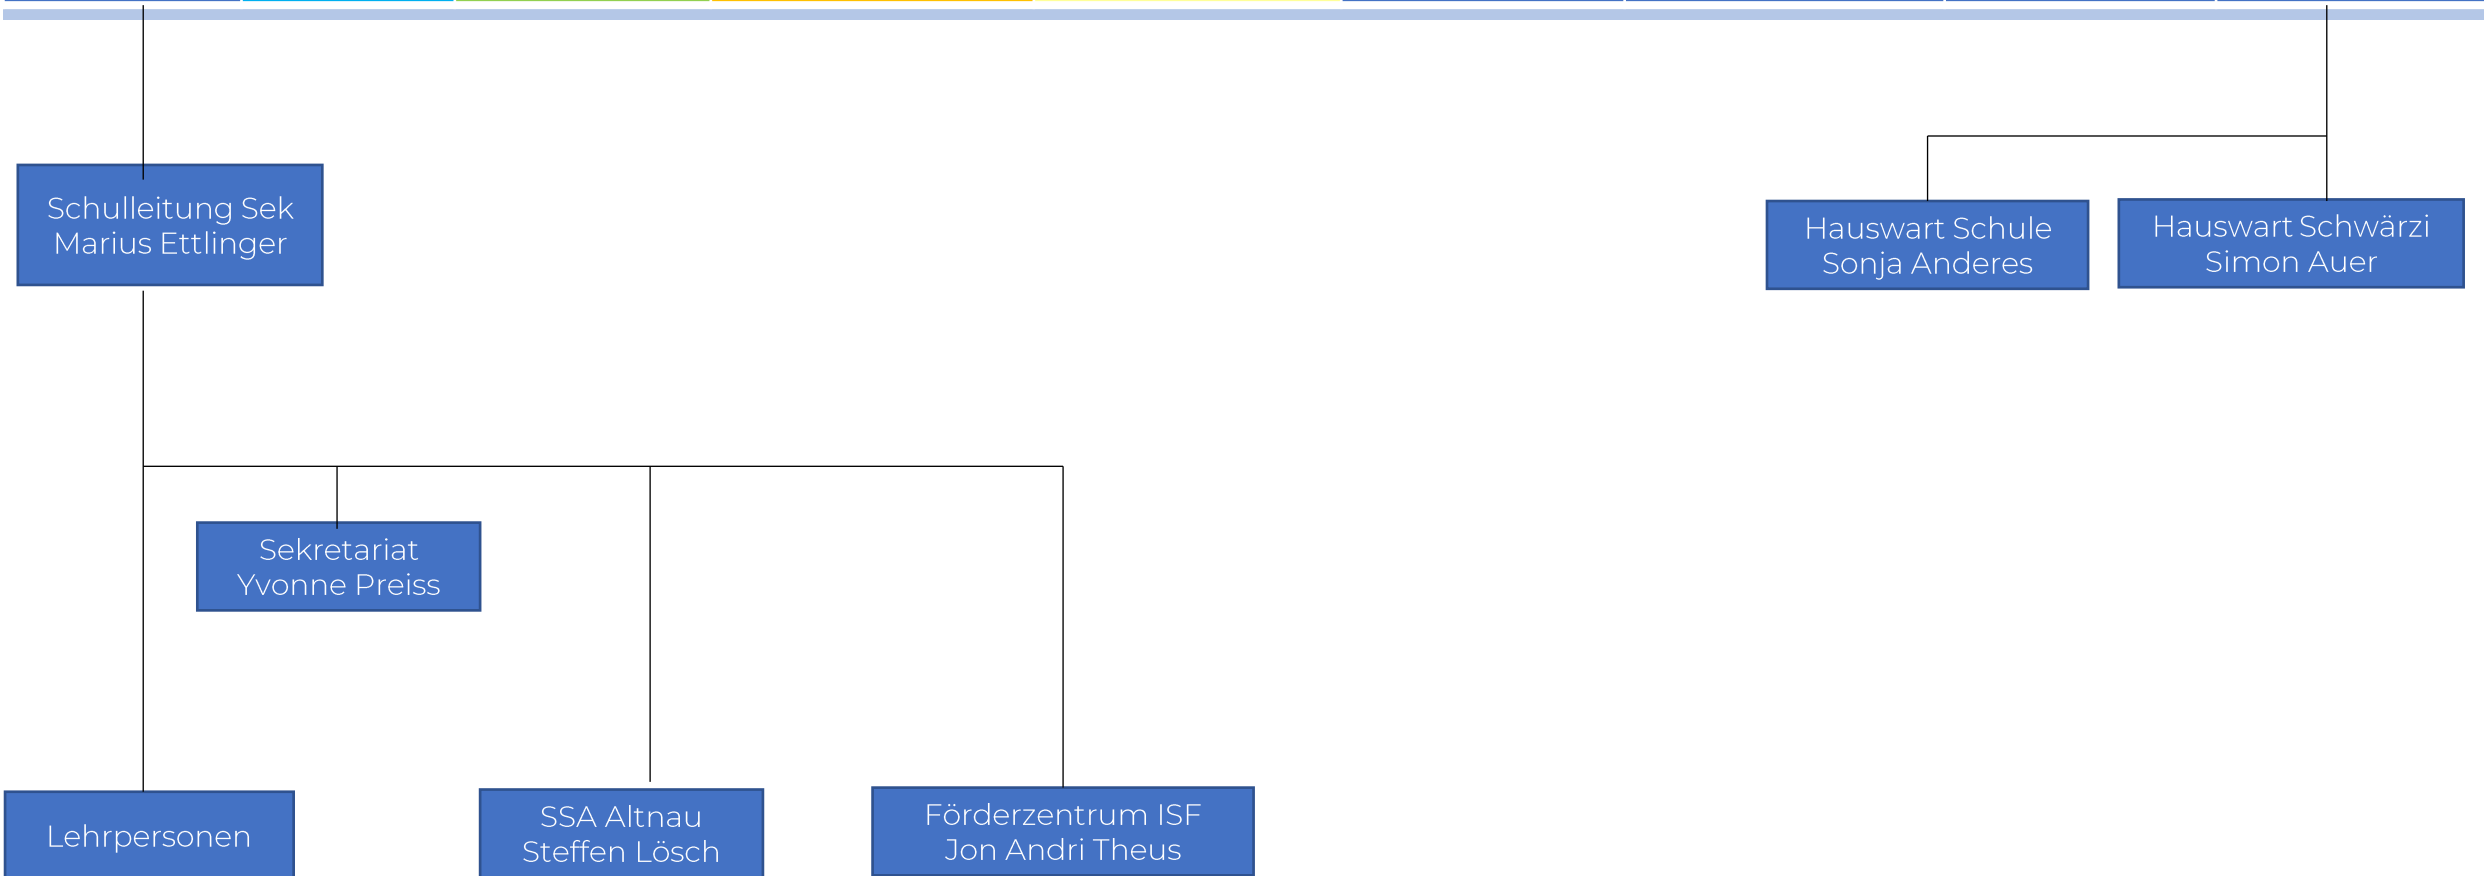 Schulleitung Sek
Marius Ettlinger
Hauswart Schule
Sonja Anderes
Hauswart Schwärzi
Simon Auer
Sekretariat
Yvonne Preiss
Lehrpersonen
SSA Altnau
Steffen Lösch
Förderzentrum ISF
Jon Andri Theus